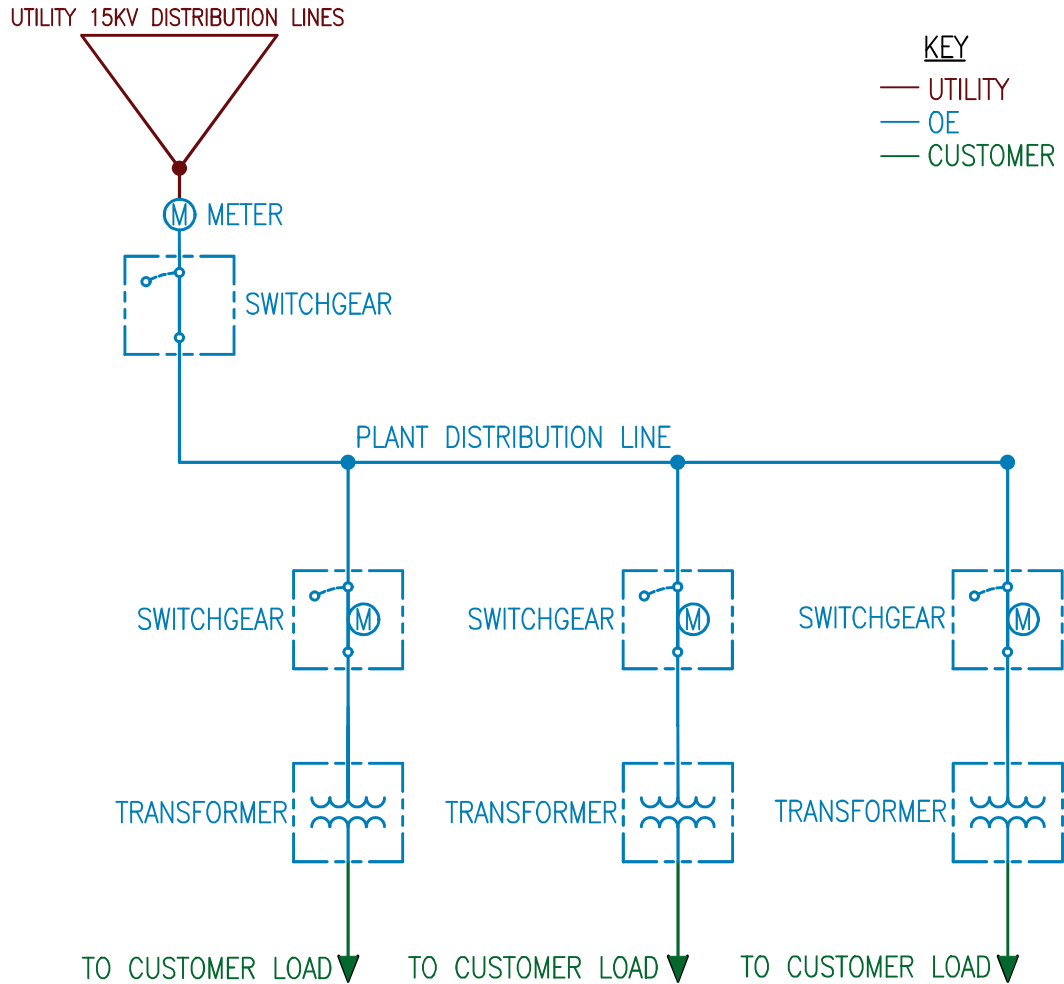 UTILITY 15KV DISTRIBUTION LINES
KEY
UTILITY
OE
CUSTOMER
M METER
SWITCHGEAR
PLANT DISTRIBUTION LINE
SWITCHGEAR M
SWITCHGEAR M
SWITCHGEAR M
TRANSFORMER
TRANSFORMER
TRANSFORMER
TO CUSTOMER LOAD
TO CUSTOMER LOAD
TO CUSTOMER LOAD